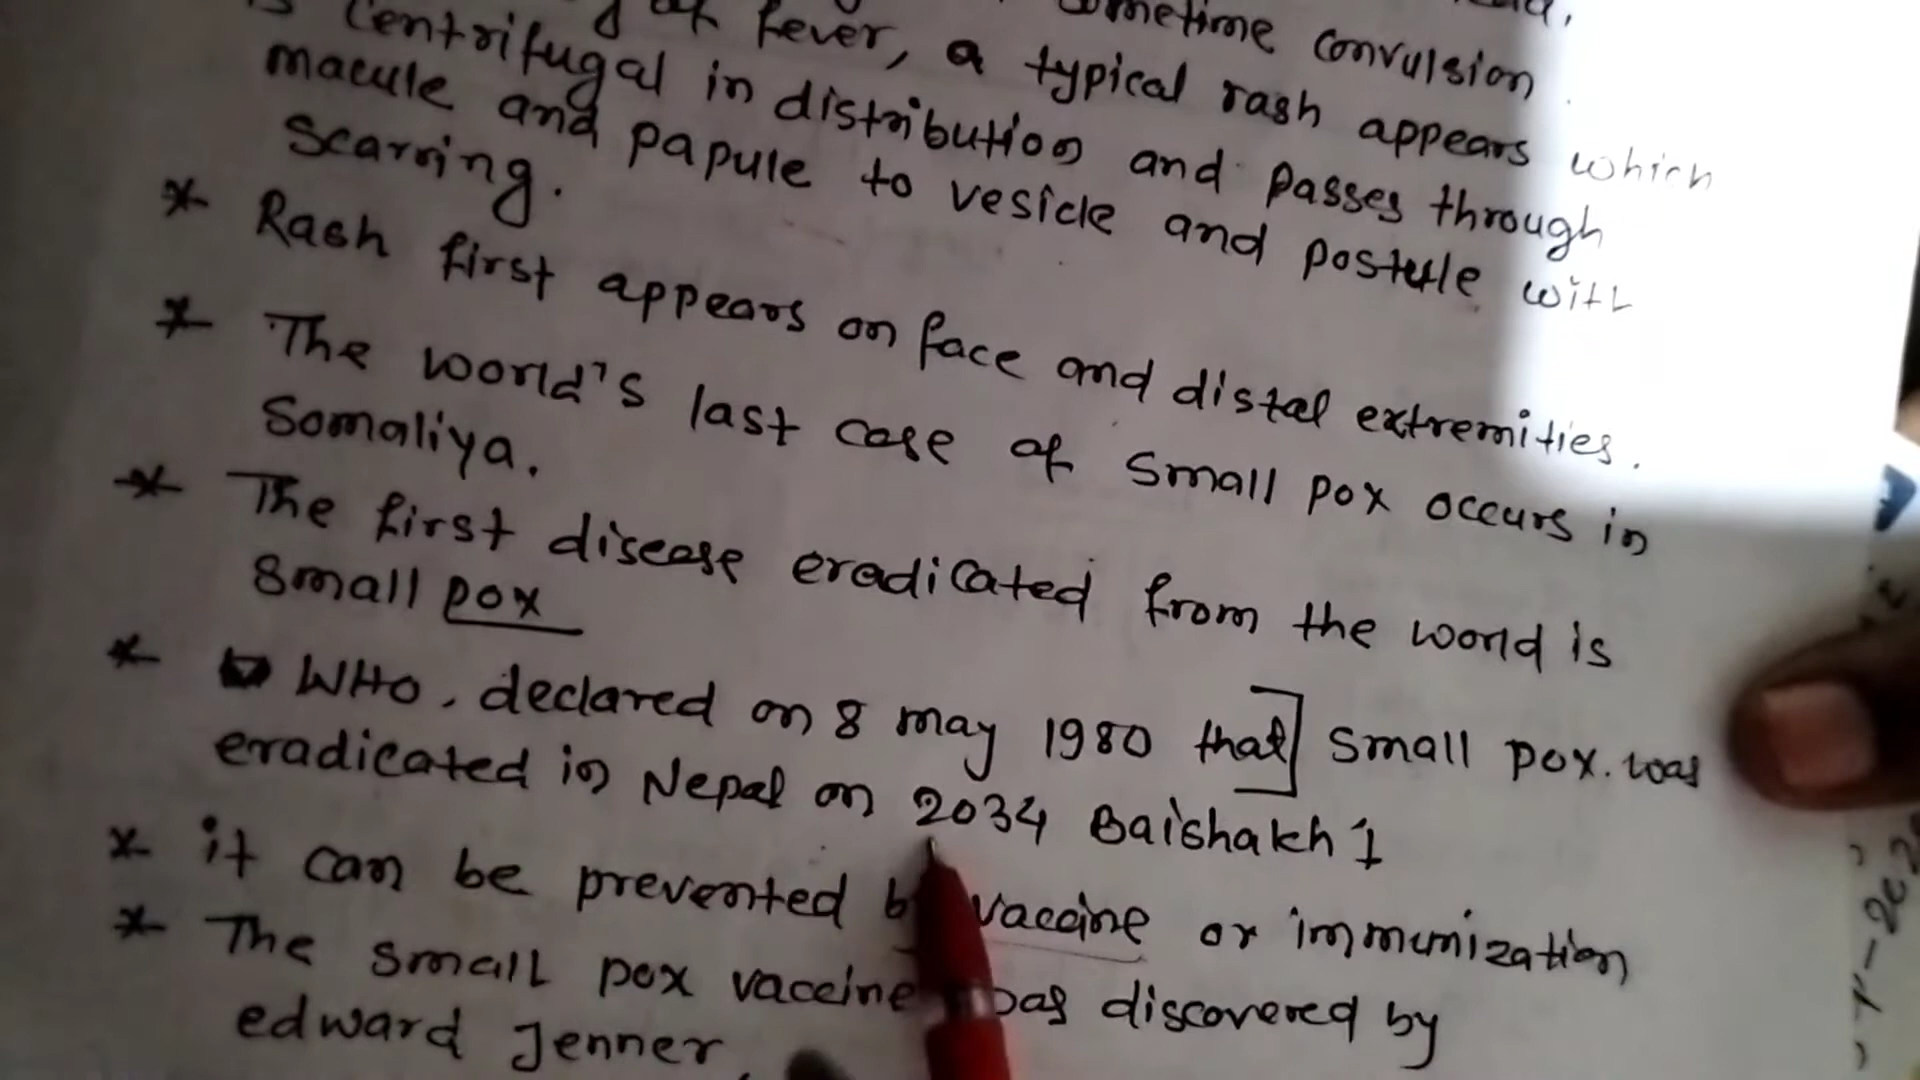 sometime convulsion
of fever, a typical rash appears which
is centrifugal in distribution and passes through
macule and papule to vesicle and postule with
scarring.
* Rash first appears on face and distal extremities.
* The world's last case of small pox occurs in
Somaliya.
* The first disease eradicated from the world is
small pox
* WHO. declared on 8 may 1980 that] small pox. was
eradicated in Nepal on 2034 Baishakh 1
* it can be prevented vaccine or immunization
* The small pox vaccine was discovered by
edward Jenner.